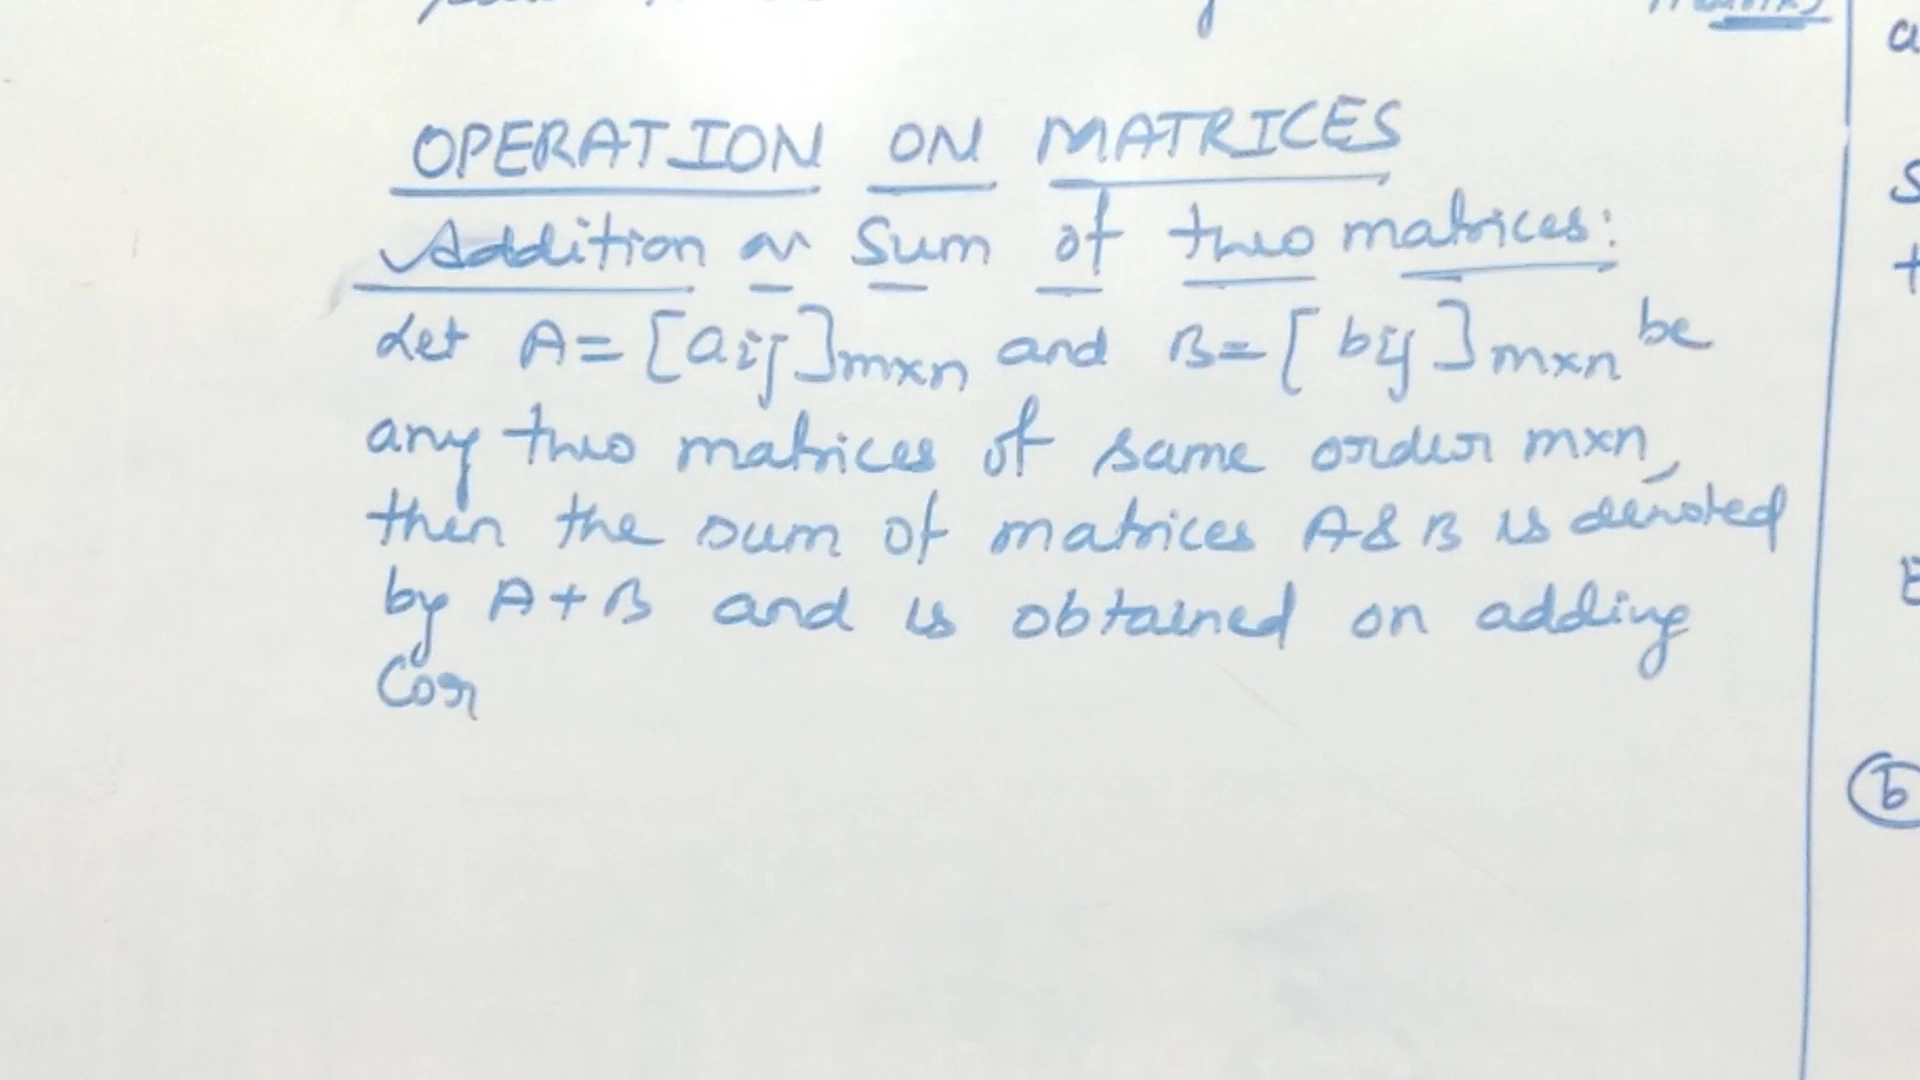 OPERATION ON MATRICES
Addition or Sum of two matrices:
Let A = [aij]mxn and B = [bij]mxn be
any two matrices of same order mxn,
then the sum of matrices A & B is denoted
by A + B and is obtained on adding
Cor
b